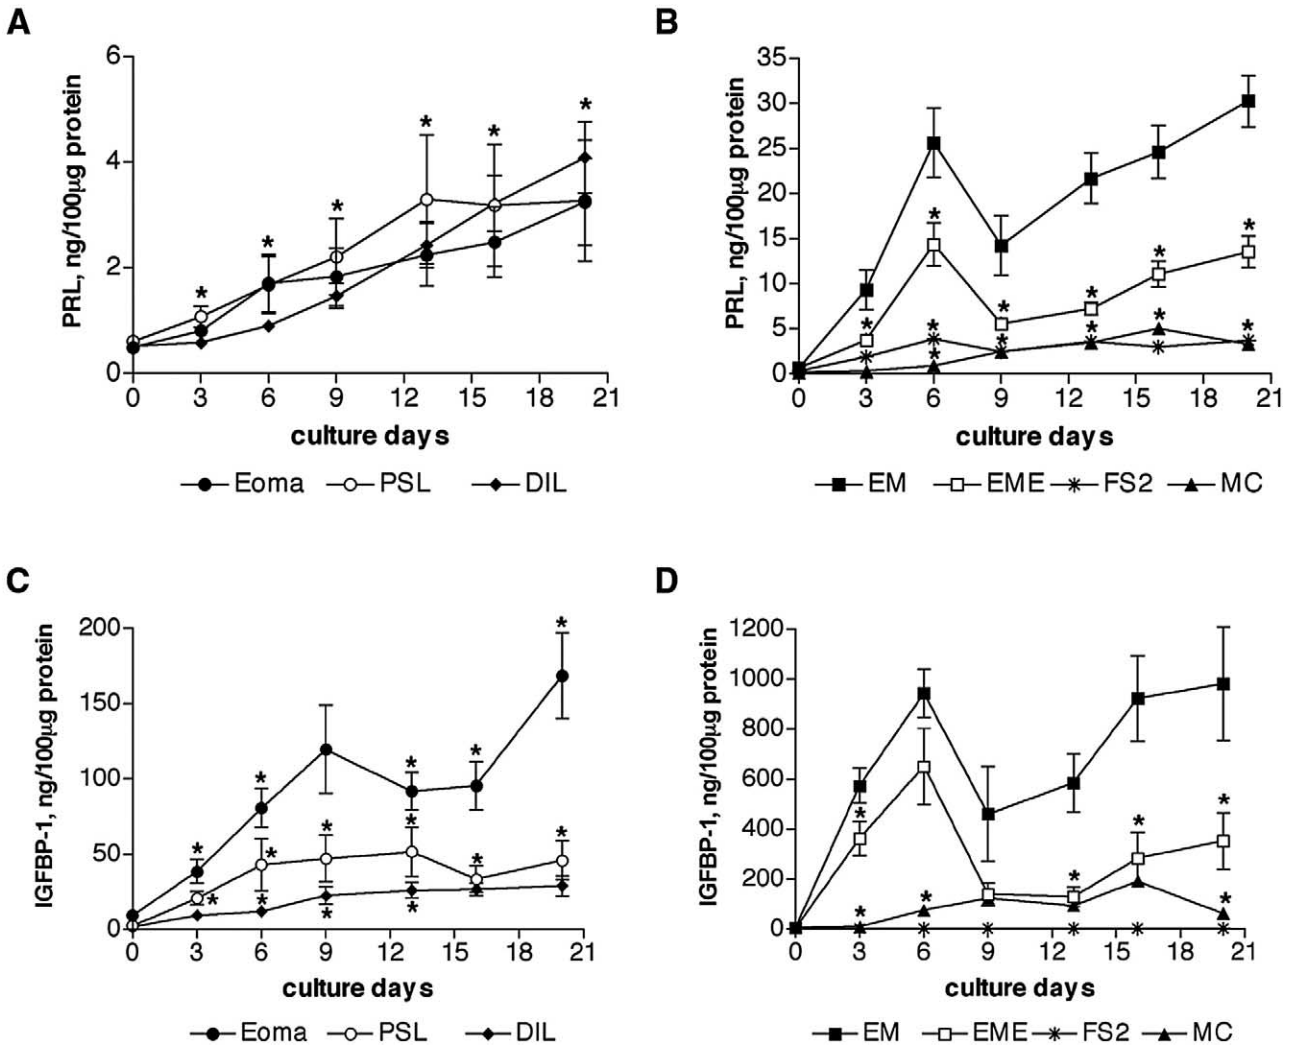 A
B
PRL, ng/100µg protein
6
4
2
0
0 3 6 9 12 15 18 21
culture days
Eoma PSL DIL
PRL, ng/100µg protein
35
30
25
20
15
10
5
0
0 3 6 9 12 15 18 21
culture days
EM EME FS2 MC
C
D
IGFBP-1, ng/100µg protein
200
150
100
50
0
0 3 6 9 12 15 18 21
culture days
Eoma PSL DIL
IGFBP-1, ng/100µg protein
1200
1000
800
600
400
200
0
0 3 6 9 12 15 18 21
culture days
EM EME FS2 MC